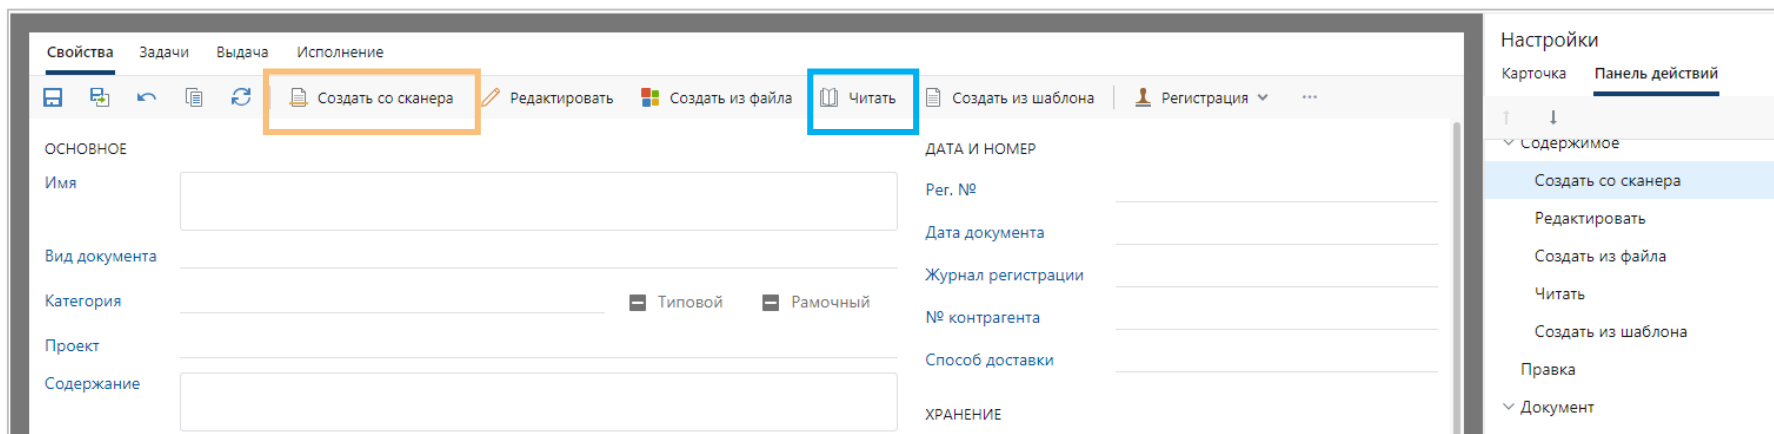 Свойства Задачи Выдача Исполнение
Создать со сканера Редактировать Создать из файла Читать Создать из шаблона Регистрация ...
ОСНОВНОЕ
Имя
Вид документа
Категория Типовой Рамочный
Проект
Содержание
ДАТА И НОМЕР
Рег. №
Дата документа
Журнал регистрации
№ контрагента
Способ доставки
ХРАНЕНИЕ
Настройки
Карточка Панель действий
Содержимое
Создать со сканера
Редактировать
Создать из файла
Читать
Создать из шаблона
Правка
Документ